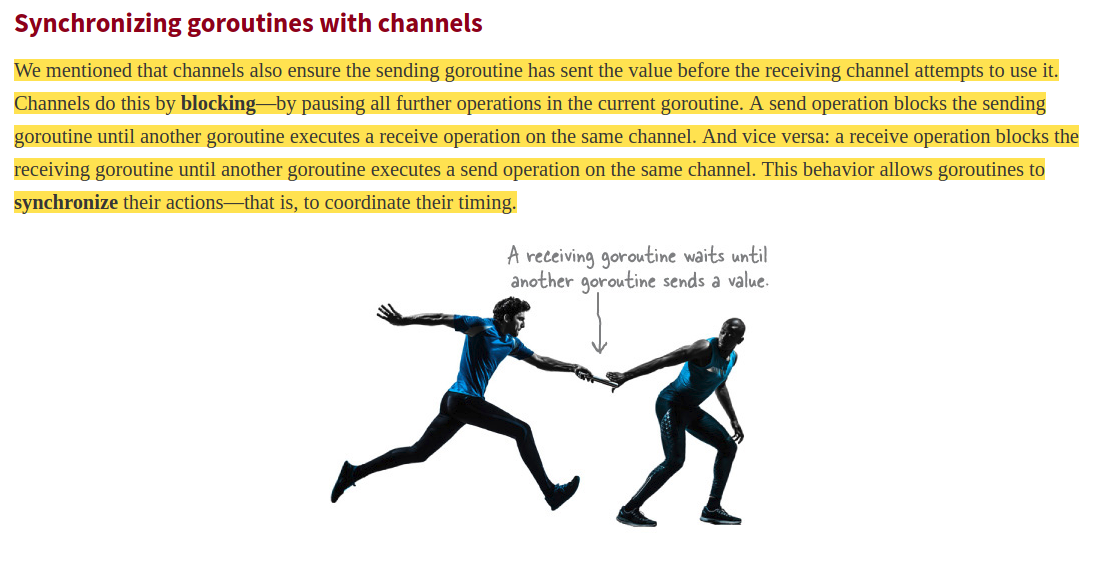 Synchronizing goroutines with channels
We mentioned that channels also ensure the sending goroutine has sent the value before the receiving channel attempts to use it.
Channels do this by blocking—by pausing all further operations in the current goroutine. A send operation blocks the sending
goroutine until another goroutine executes a receive operation on the same channel. And vice versa: a receive operation blocks the
receiving goroutine until another goroutine executes a send operation on the same channel. This behavior allows goroutines to
synchronize their actions—that is, to coordinate their timing.
A receiving goroutine waits until
another goroutine sends a value.